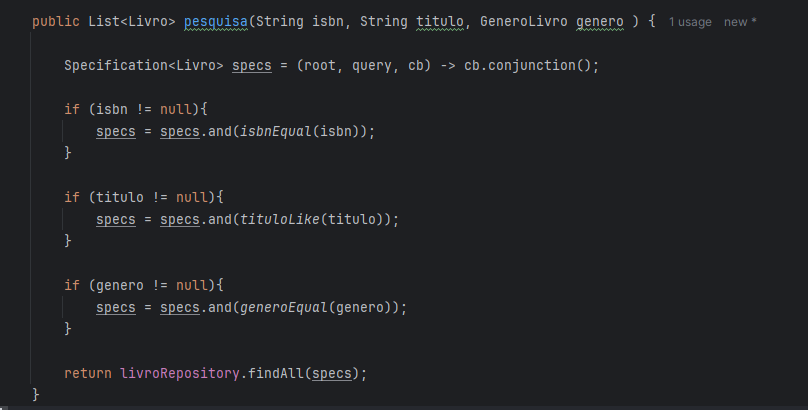 public List<Livro> pesquisa(String isbn, String titulo, GeneroLivro genero ) { 1 usage new *
Specification<Livro> specs = (root, query, cb) -> cb.conjunction();
if (isbn != null){
specs = specs.and(isbnEqual(isbn));
}
if (titulo != null){
specs = specs.and(tituloLike(titulo));
}
if (genero != null){
specs = specs.and(generoEqual(genero));
}
return livroRepository.findAll(specs);
}